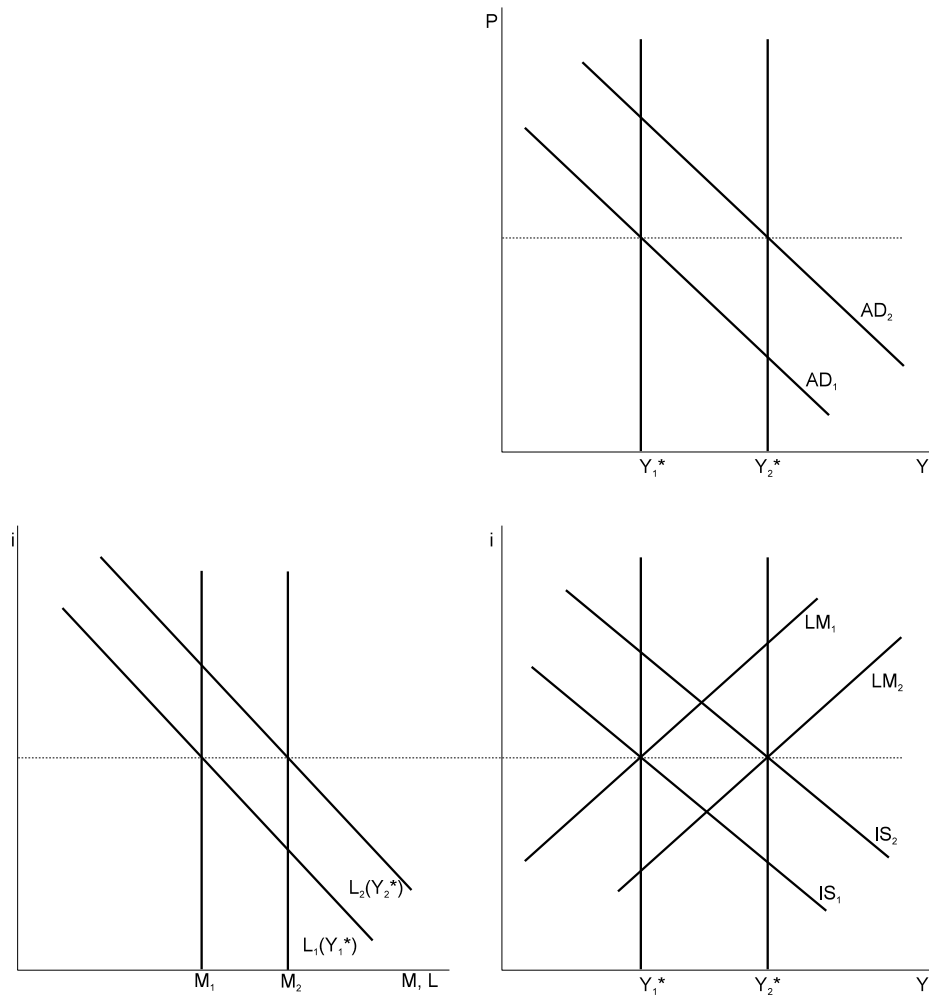 P
AD₂
AD₁
Y₁*
Y₂*
Y
i
L₂(Y₂*)
L₁(Y₁*)
M₁
M₂
M, L
i
LM₁
LM₂
IS₂
IS₁
Y₁*
Y₂*
Y